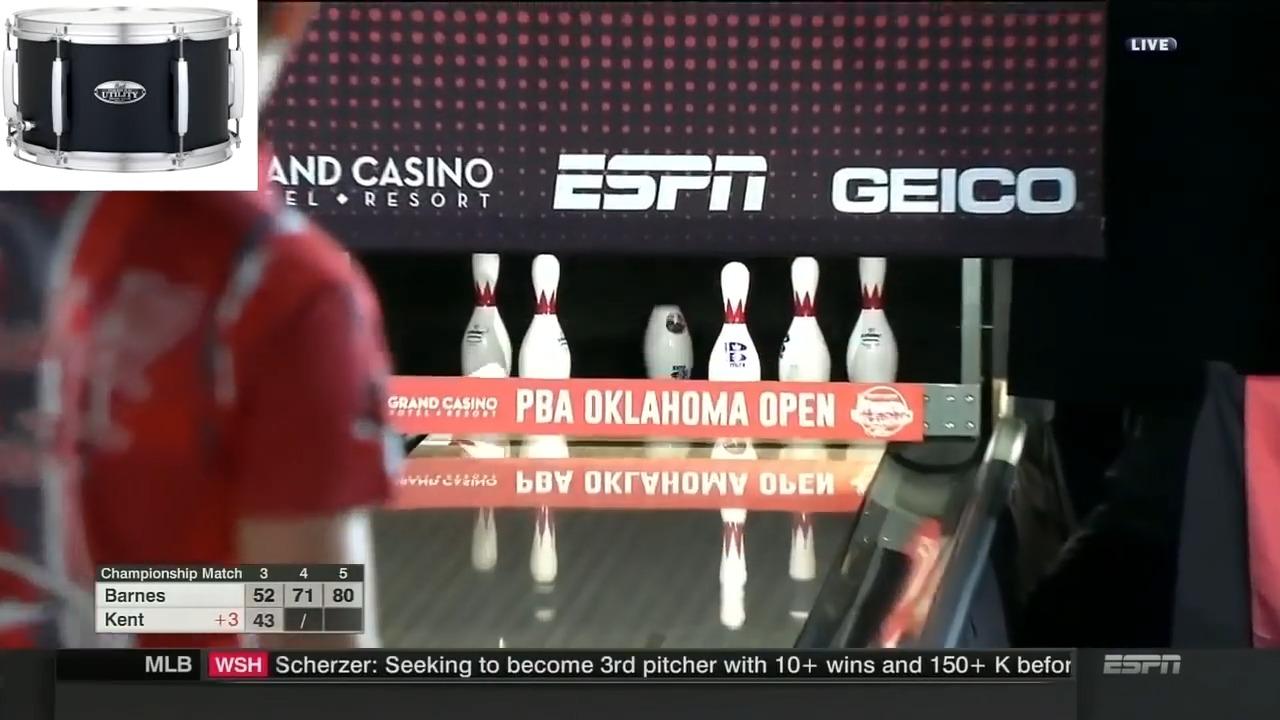 UTILITY
LIVE
AND CASINO
EL ◆ RESORT
ESPN
GEICO
GRAND CASINO
HOTEL & RESORT
PBA OKLAHOMA OPEN
Championship Match 3 4 5
Barnes 52 71 80
Kent +3 43 /
MLB WSH Scherzer: Seeking to become 3rd pitcher with 10+ wins and 150+ K befor
ESPN